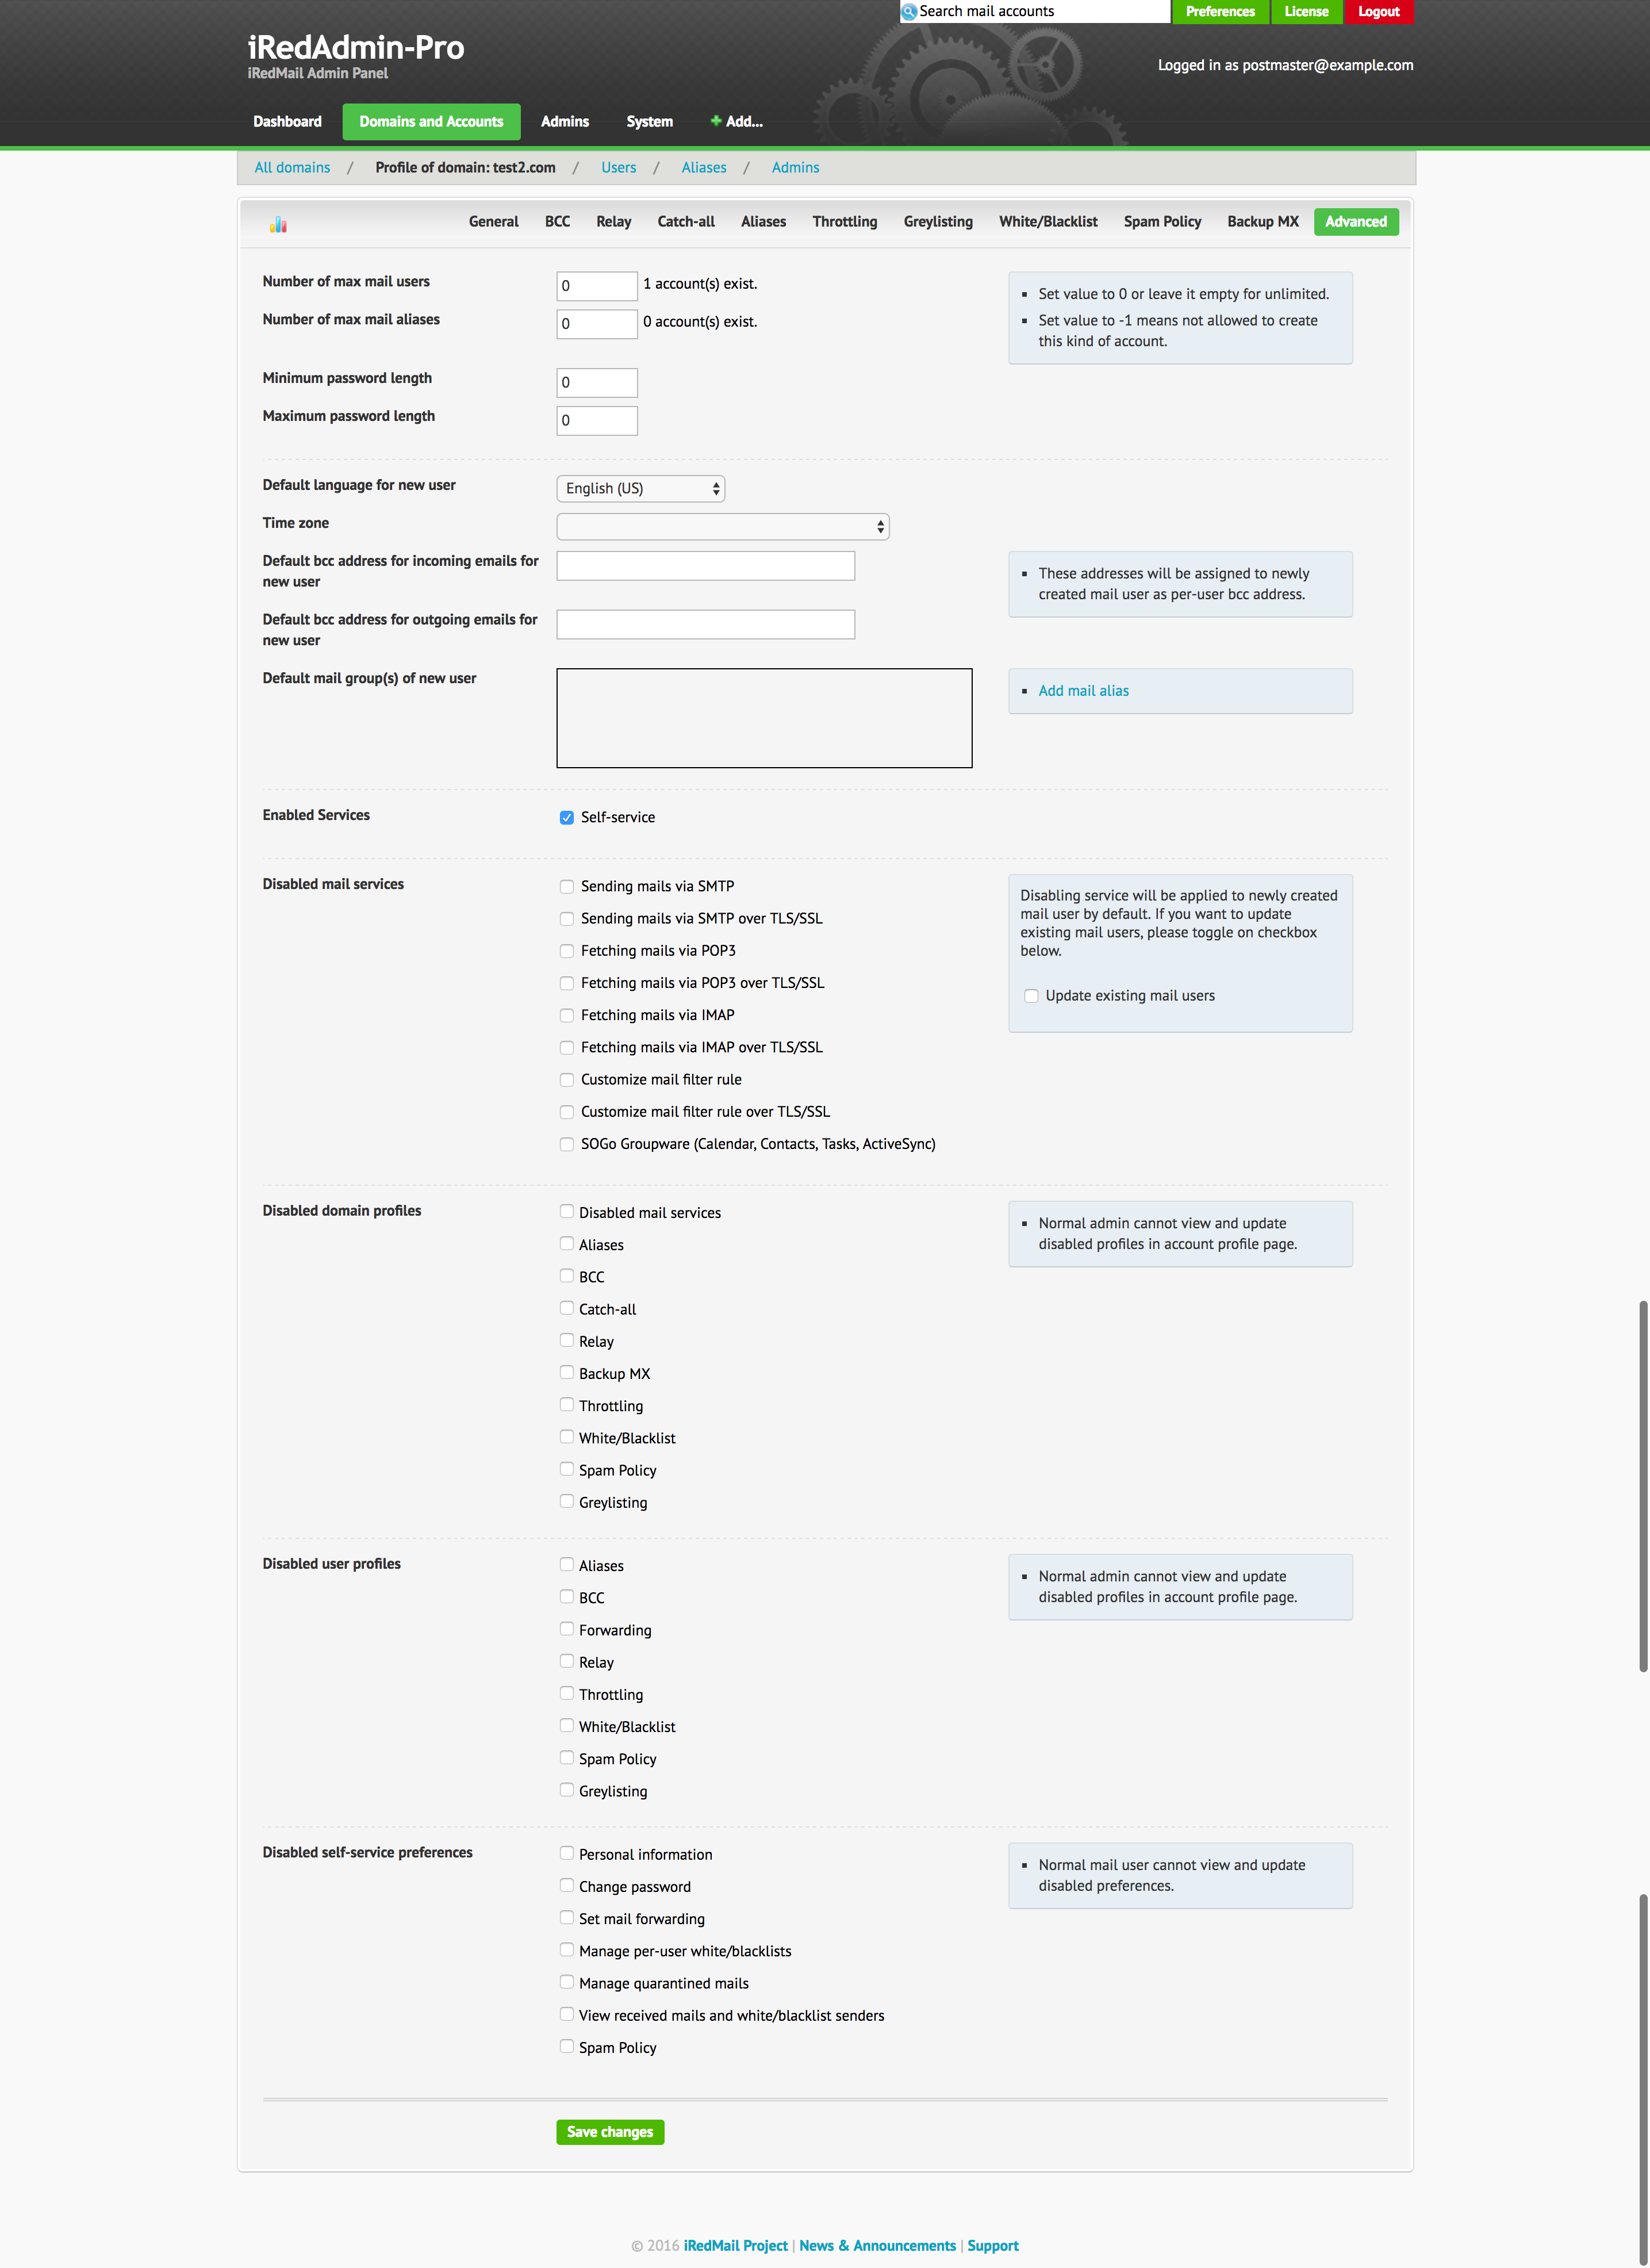 Search mail accounts Preferences License Logout
iRedAdmin-Pro
iRedMail Admin Panel
Logged in as postmaster@example.com
Dashboard Domains and Accounts Admins System Add...
All domains / Profile of domain: test2.com / Users / Aliases / Admins
General BCC Relay Catch-all Aliases Throttling Greylisting White/Blacklist Spam Policy Backup MX Advanced
Number of max mail users 0 1 account(s) exist.
Number of max mail aliases 0 0 account(s) exist.
Set value to 0 or leave it empty for unlimited.
Set value to -1 means not allowed to create
this kind of account.
Minimum password length 0
Maximum password length 0
Default language for new user English (US)
Time zone
Default bcc address for incoming emails for
new user
Default bcc address for outgoing emails for
new user
These addresses will be assigned to newly
created mail user as per-user bcc address.
Default mail group(s) of new user
Add mail alias
Enabled Services Self-service
Disabled mail services
Sending mails via SMTP
Sending mails via SMTP over TLS/SSL
Fetching mails via POP3
Fetching mails via POP3 over TLS/SSL
Fetching mails via IMAP
Fetching mails via IMAP over TLS/SSL
Customize mail filter rule
Customize mail filter rule over TLS/SSL
SOGo Groupware (Calendar, Contacts, Tasks, ActiveSync)
Disabling service will be applied to newly created
mail user by default. If you want to update
existing mail users, please toggle on checkbox
below.
Update existing mail users
Disabled domain profiles
Disabled mail services
Aliases
BCC
Catch-all
Relay
Backup MX
Throttling
White/Blacklist
Spam Policy
Greylisting
Normal admin cannot view and update
disabled profiles in account profile page.
Disabled user profiles
Aliases
BCC
Forwarding
Relay
Throttling
White/Blacklist
Spam Policy
Greylisting
Normal admin cannot view and update
disabled profiles in account profile page.
Disabled self-service preferences
Personal information
Change password
Set mail forwarding
Manage per-user white/blacklists
Manage quarantined mails
View received mails and white/blacklist senders
Spam Policy
Normal mail user cannot view and update
disabled preferences.
Save changes
© 2016 iRedMail Project | News & Announcements | Support